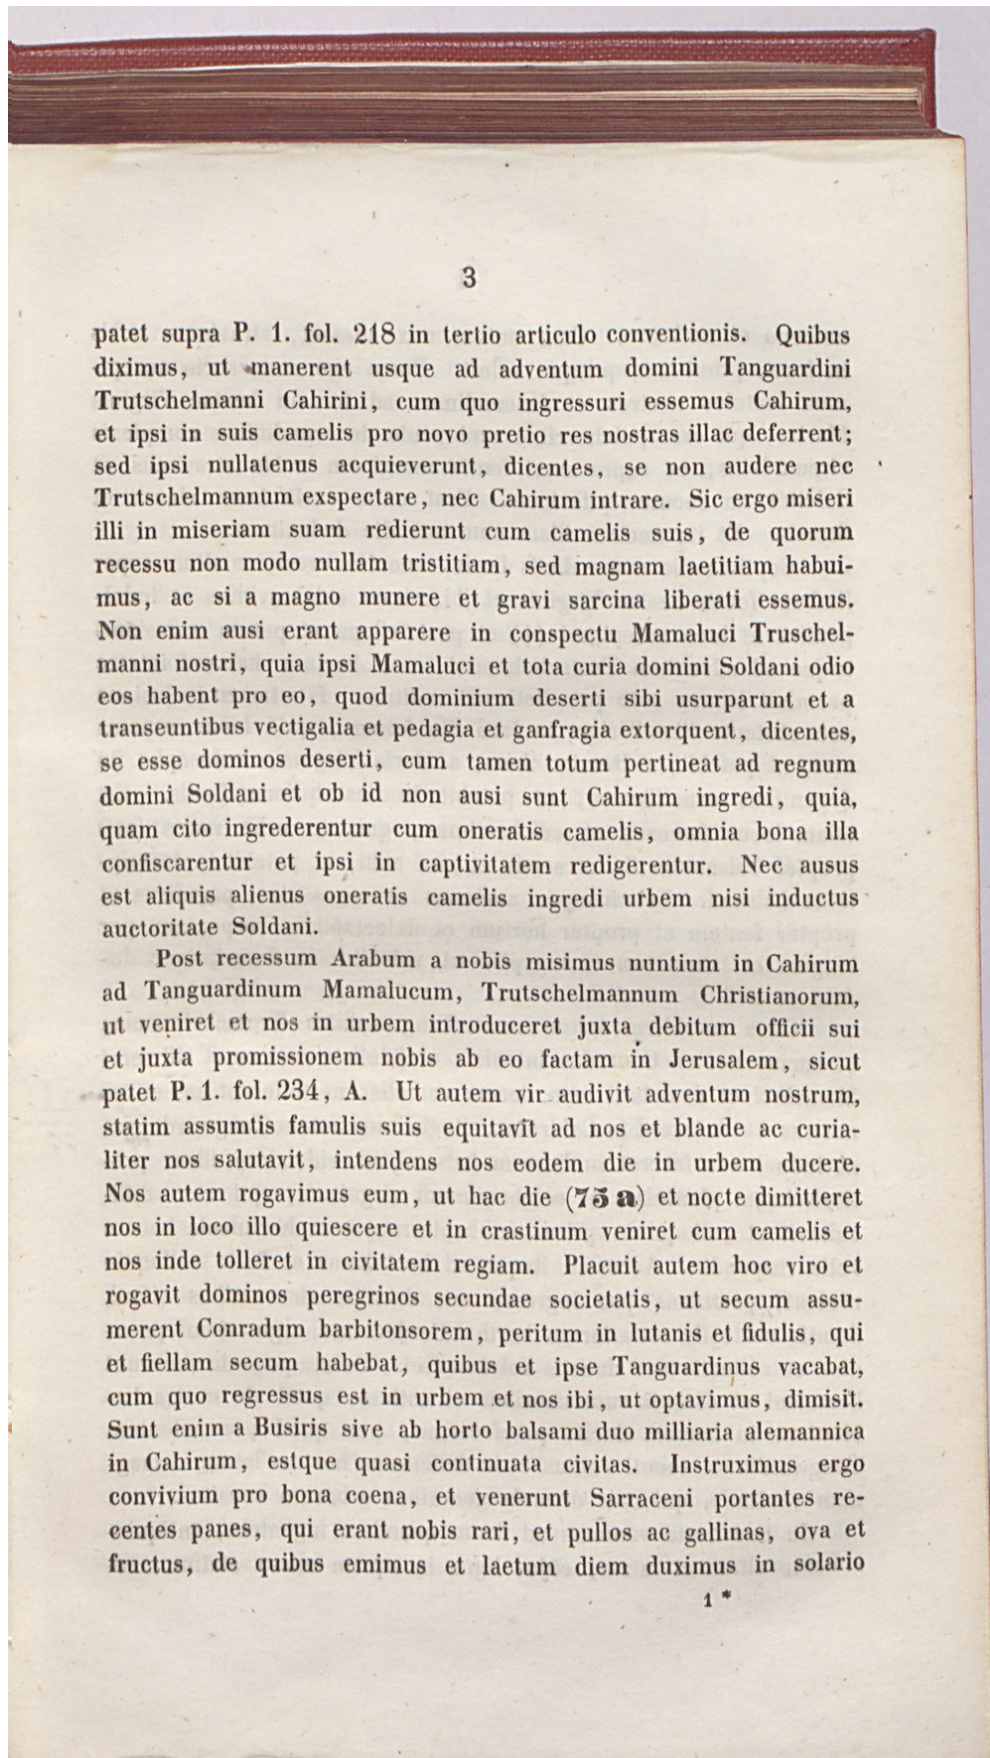 3
patet supra P. 1. fol. 218 in tertio articulo conventionis. Quibus
diximus, ut manerent usque ad adventum domini Tanguardini
Trutschelmanni Cahirini, cum quo ingressuri essemus Cahirum,
et ipsi in suis camelis pro novo pretio res nostras illac deferrent;
sed ipsi nullatenus acquieverunt, dicentes, se non audere nec
Trutschelmannum exspectare, nec Cahirum intrare. Sic ergo miseri
illi in miseriam suam redierunt cum camelis suis, de quorum
recessu non modo nullam tristitiam, sed magnam laetitiam habui-
mus, ac si a magno munere et gravi sarcina liberati essemus.
Non enim ausi erant apparere in conspectu Mamaluci Truschel-
manni nostri, quia ipsi Mamaluci et tota curia domini Soldani odio
eos habent pro eo, quod dominium deserti sibi usurparunt et a
transeuntibus vectigalia et pedagia et ganfragia extorquent, dicentes,
se esse dominos deserti, cum tamen totum pertineat ad regnum
domini Soldani et ob id non ausi sunt Cahirum ingredi, quia,
quam cito ingrederentur cum oneratis camelis, omnia bona illa
confiscarentur et ipsi in captivitatem redigerentur. Nec ausus
est aliquis alienus oneratis camelis ingredi urbem nisi inductus
auctoritate Soldani.
Post recessum Arabum a nobis misimus nuntium in Cahirum
ad Tanguardinum Mamalucum, Trutschelmannum Christianorum,
ut veniret et nos in urbem introduceret juxta debitum officii sui
et juxta promissionem nobis ab eo factam in Jerusalem, sicut
patet P. 1. fol. 234, A. Ut autem vir audivit adventum nostrum,
statim assumtis famulis suis equitavit ad nos et blande ac curia-
liter nos salutavit, intendens nos eodem die in urbem ducere.
Nos autem rogavimus eum, ut hac die (75 a) et nocte dimitteret
nos in loco illo quiescere et in crastinum veniret cum camelis et
nos inde tolleret in civitatem regiam. Placuit autem hoc viro et
rogavit dominos peregrinos secundae societatis, ut secum assu-
merent Conradum barbitonsorem, peritum in lutanis et fidulis, qui
et fiellam secum habebat, quibus et ipse Tanguardinus vacabat,
cum quo regressus est in urbem et nos ibi, ut optavimus, dimisit.
Sunt enim a Busiris sive ab horto balsami duo milliaria alemannica
in Cahirum, estque quasi continuata civitas. Instruximus ergo
convivium pro bona coena, et venerunt Sarraceni portantes re-
centes panes, qui erant nobis rari, et pullos ac gallinas, ova et
fructus, de quibus emimus et laetum diem duximus in solario
1 *